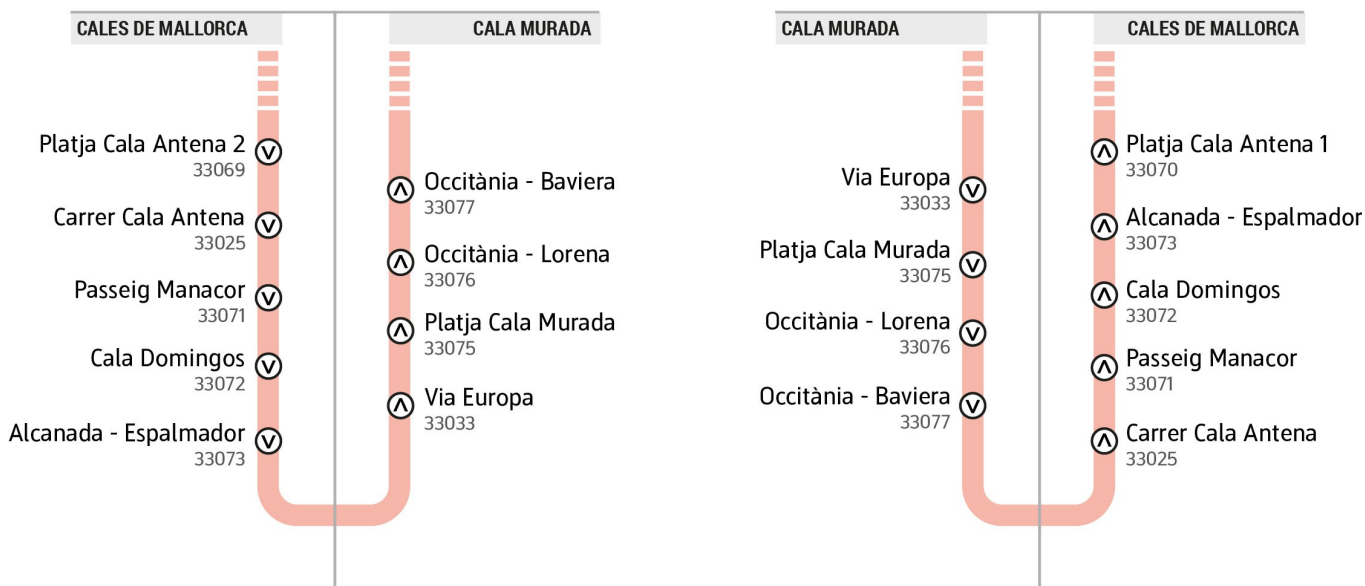 CALES DE MALLORCA
Platja Cala Antena 2
33069
Carrer Cala Antena
33025
Passeig Manacor
33071
Cala Domingos
33072
Alcanada - Espalmador
33073
CALA MURADA
Occitània - Baviera
33077
Occitània - Lorena
33076
Platja Cala Murada
33075
Via Europa
33033
CALA MURADA
Via Europa
33033
Platja Cala Murada
33075
Occitània - Lorena
33076
Occitània - Baviera
33077
CALES DE MALLORCA
Platja Cala Antena 1
33070
Alcanada - Espalmador
33073
Cala Domingos
33072
Passeig Manacor
33071
Carrer Cala Antena
33025